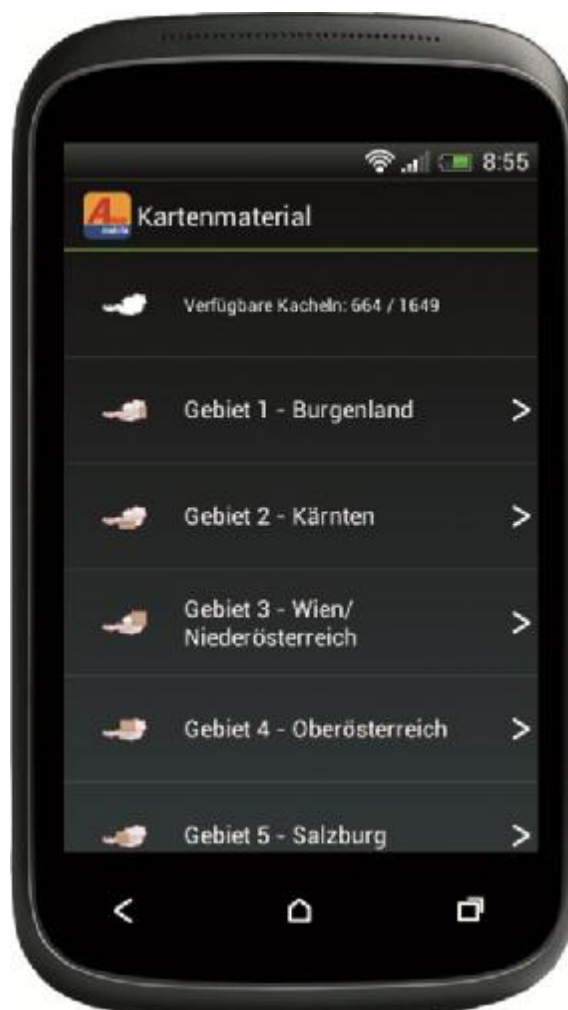 8:55
Kartenmaterial
Verfügbare Kacheln: 664 / 1649
Gebiet 1 - Burgenland
Gebiet 2 - Kärnten
Gebiet 3 - Wien/
Niederösterreich
Gebiet 4 - Oberösterreich
Gebiet 5 - Salzburg